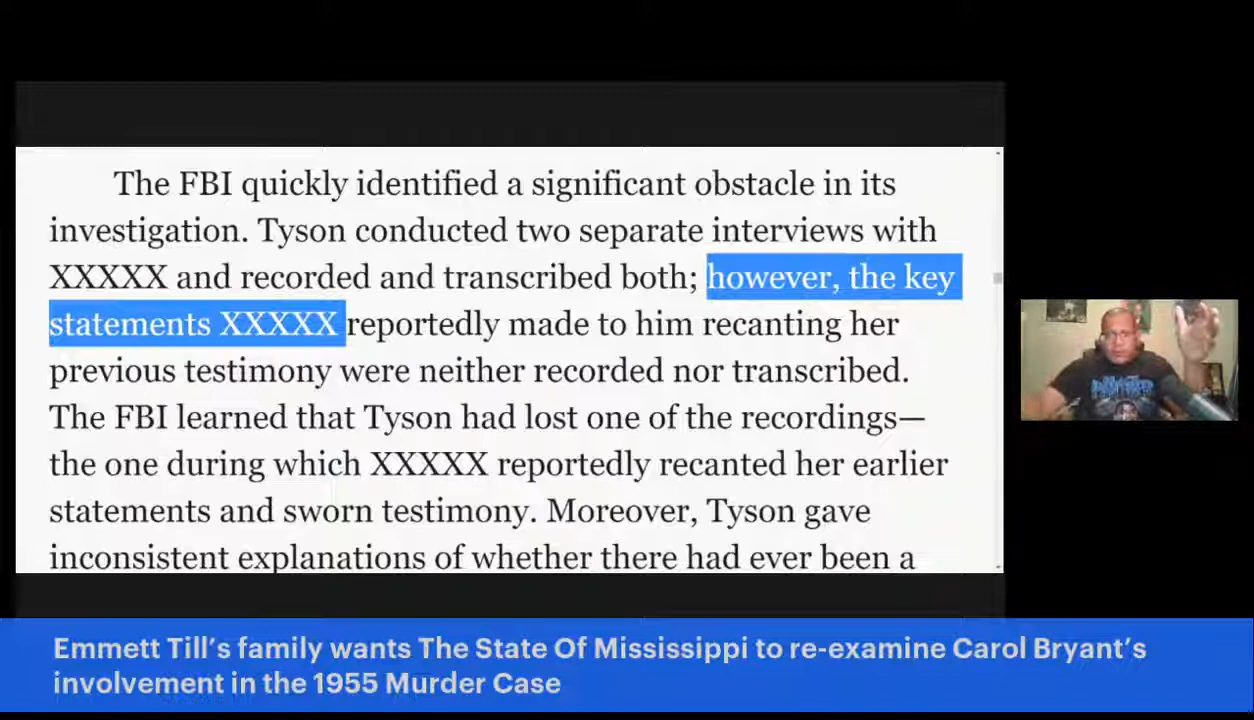 The FBI quickly identified a significant obstacle in its
investigation. Tyson conducted two separate interviews with
XXXXX and recorded and transcribed both; however, the key
statements XXXXX reportedly made to him recanting her
previous testimony were neither recorded nor transcribed.
The FBI learned that Tyson had lost one of the recordings—
the one during which XXXXX reportedly recanted her earlier
statements and sworn testimony. Moreover, Tyson gave
inconsistent explanations of whether there had ever been a
Emmett Till’s family wants The State Of Mississippi to re-examine Carol Bryant’s
involvement in the 1955 Murder Case